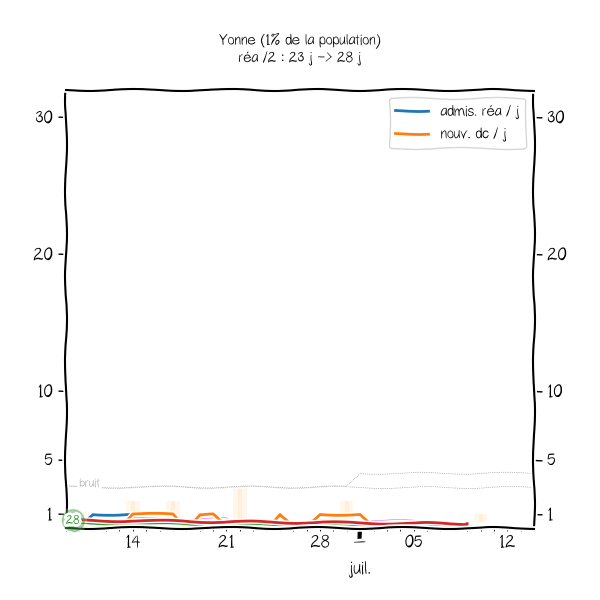 Yonne (1% de la population)
réa /2 : 23 j -> 28 j
admis. réa / j
nouv. dc / j
30
30
20
20
10
10
5
5
bruit
1
1
28
14
21
28
1
05
12
juil.